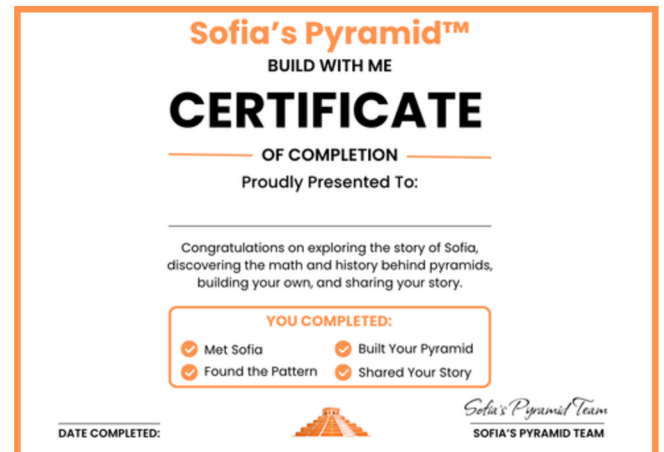 Sofia's Pyramid™
BUILD WITH ME
CERTIFICATE
OF COMPLETION
Proudly Presented To:
Congratulations on exploring the story of Sofia,
discovering the math and history behind pyramids,
building your own, and sharing your story.
YOU COMPLETED:
Met Sofia
Built Your Pyramid
Found the Pattern
Shared Your Story
Sofia's Pyramid Team
DATE COMPLETED:
SOFIA'S PYRAMID TEAM